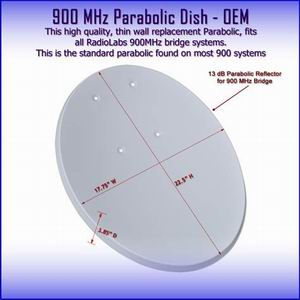 900 MHz Parabolic Dish - OEM
This high quality, thin wall replacement Parabolic, fits
all RadioLabs 900MHz bridge systems.
This is the standard parabolic found on most 900 systems
13 dB Parabolic Reflector
for 900 MHz Bridge
17.75" W
22.5" H
3.85" D